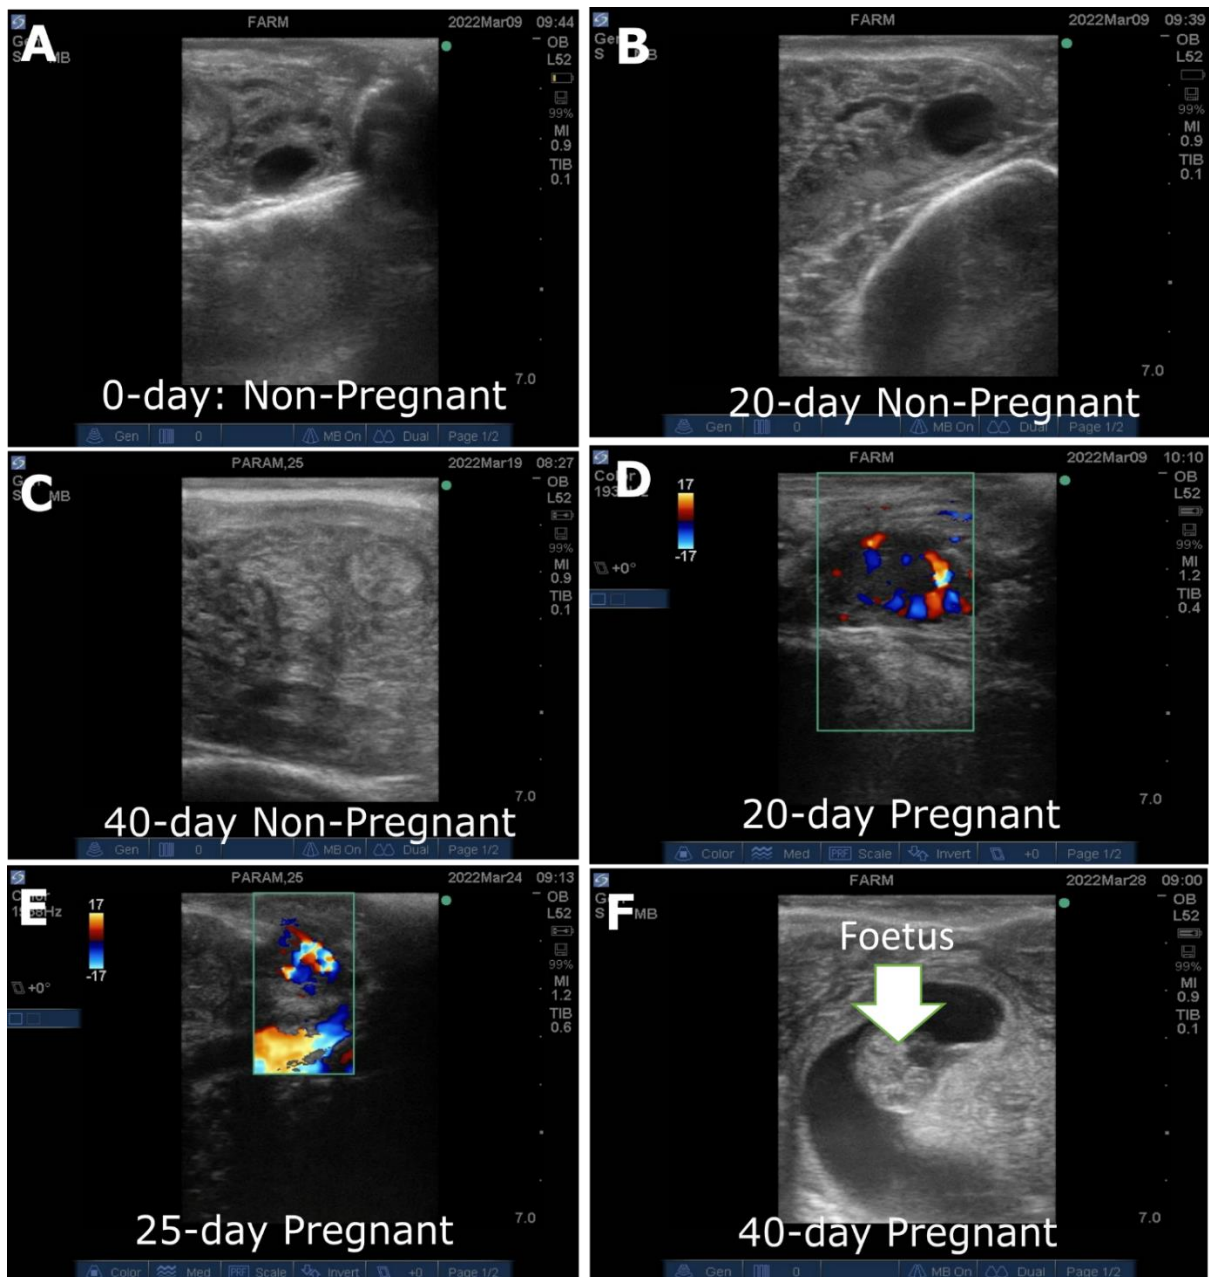 A
FARM
2022Mar09 09:44
OB
L52
99%
MI
0.9
TIB
0.1
7.0
0-day: Non-Pregnant
Gen 0 MB On Dual Page 1/2
B
FARM
2022Mar09 09:39
OB
L52
99%
MI
0.9
TIB
0.1
7.0
20-day Non-Pregnant
Gen 0 MB On Dual Page 1/2
C
PARAM,25
2022Mar19 08:27
OB
L52
99%
MI
0.9
TIB
0.1
7.0
40-day Non-Pregnant
Gen 0 MB On Dual Page 1/2
D
FARM
2022Mar09 10:10
Color
17
-17
+0°
OB
L52
99%
MI
1.2
TIB
0.4
7.0
20-day Pregnant
Color Med PRF Scale Invert +0 Page 1/2
E
PARAM,25
2022Mar24 09:13
17
-17
+0°
OB
L52
99%
MI
1.2
TIB
0.6
7.0
25-day Pregnant
Color Med PRF Scale Invert +0 Page 1/2
F
FARM
2022Mar28 09:00
OB
L52
99%
MI
0.9
TIB
0.1
Foetus
7.0
40-day Pregnant
Gen 0 MB On Dual Page 1/2